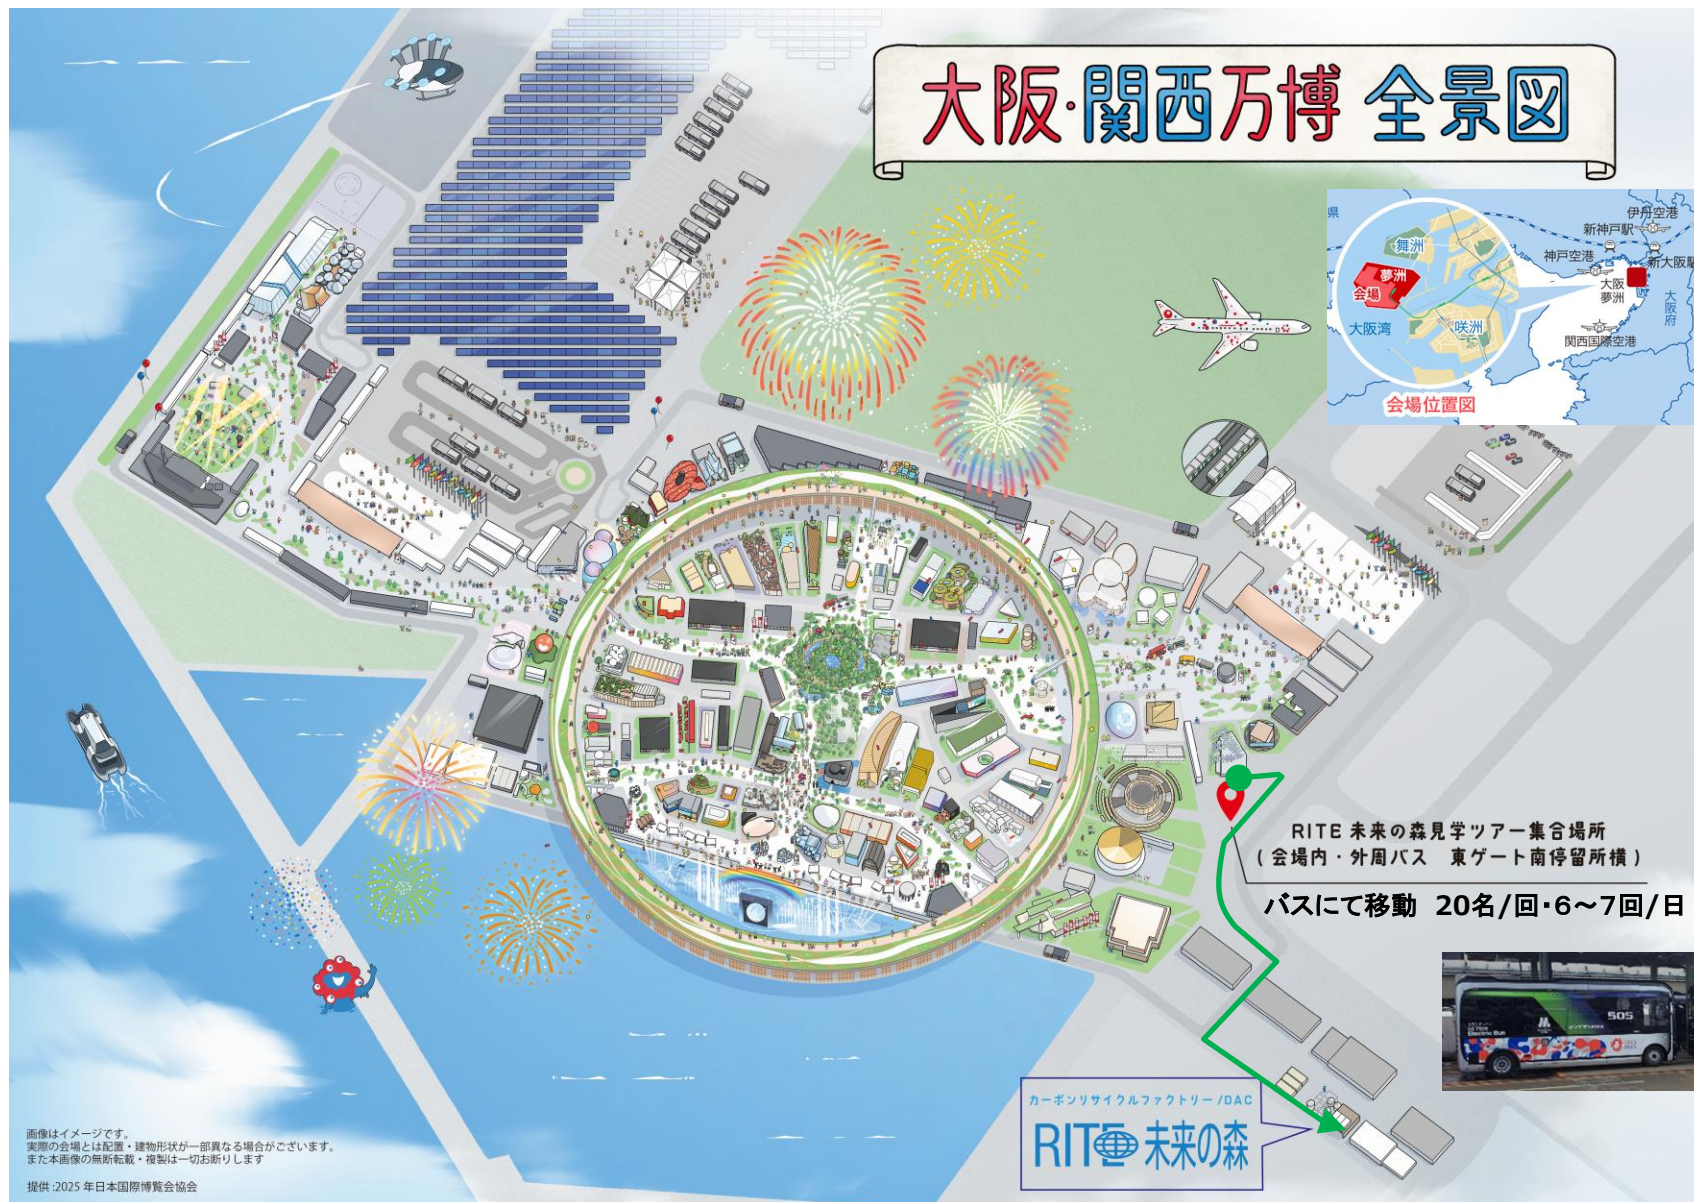 大阪・関西万博 全景図
県
伊丹空港
新神戸駅
神戸空港
新大阪駅
舞洲
夢洲
会場
大阪
夢洲
大阪府
大阪湾
咲洲
関西国際空港
会場位置図
RITE 未来の森見学ツアー集合場所
(会場内・外周バス 東ゲート南停留所横)
バスにて移動 20名/回・6～7回/日
505
Electric Bus
カーボンリサイクルファクトリー/DAC
RITE 未来の森
画像はイメージです。
実際の会場とは配置・建物形状が一部異なる場合がございます。
また本画像の無断転載・複製は一切お断りします
提供:2025年日本国際博覧会協会